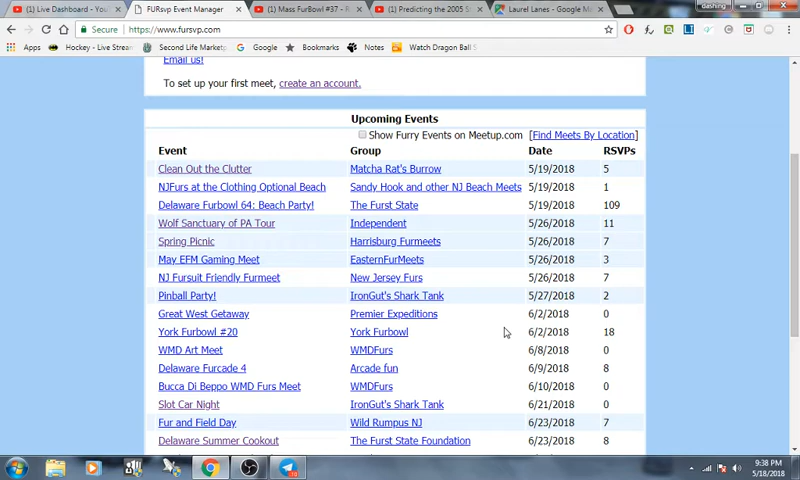 dashing
(1) Live Dashboard - You
FURsvp Event Manager
(1) Mass FurBowl #37 - R
(1) Predicting the 2005 S
Laurel Lanes - Google M
Secure https://www.fursvp.com
Apps Hockey - Live Stream Second Life Market Google Bookmarks Notes Watch Dragon Ball S
Email us!
To set up your first meet, create an account.
Upcoming Events
Show Furry Events on Meetup.com [Find Meets By Location]
Event Group Date RSVPs
Clean Out the Clutter Matcha Rat's Burrow 5/19/2018 5
NJFurs at the Clothing Optional Beach Sandy Hook and other NJ Beach Meets 5/19/2018 1
Delaware Furbowl 64: Beach Party! The Furst State 5/19/2018 109
Wolf Sanctuary of PA Tour Independent 5/26/2018 11
Spring Picnic Harrisburg Furmeets 5/26/2018 7
May EFM Gaming Meet EasternFurMeets 5/26/2018 3
NJ Fursuit Friendly Furmeet New Jersey Furs 5/26/2018 7
Pinball Party! IronGut's Shark Tank 5/27/2018 2
Great West Getaway Premier Expeditions 6/2/2018 0
York Furbowl #20 York Furbowl 6/2/2018 18
WMD Art Meet WMDFurs 6/8/2018 0
Delaware Furcade 4 Arcade fun 6/9/2018 8
Bucca Di Beppo WMD Furs Meet WMDFurs 6/10/2018 0
Slot Car Night IronGut's Shark Tank 6/21/2018 0
Fur and Field Day Wild Rumpus NJ 6/23/2018 7
Delaware Summer Cookout The Furst State Foundation 6/23/2018 8
9:38 PM
5/18/2018